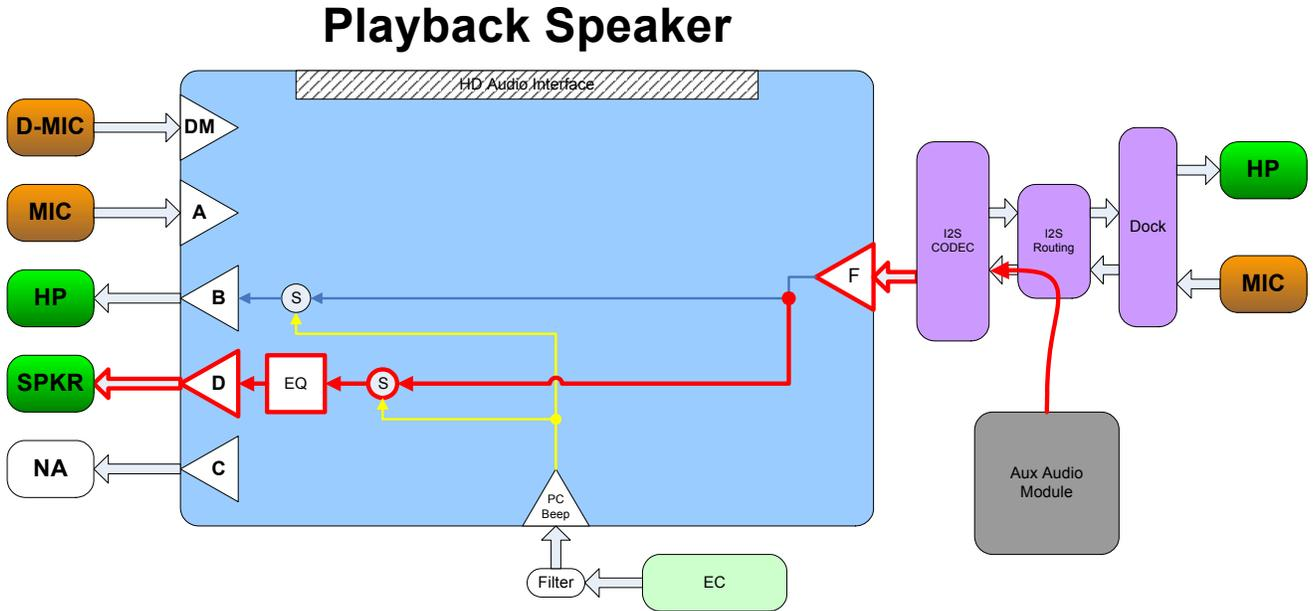 Playback Speaker
HD Audio Interface
D-MIC
DM
MIC
A
HP
B
S
SPKR
D
EQ
S
NA
C
PC
Beep
Filter
EC
F
I2S
CODEC
I2S
Routing
Dock
HP
MIC
Aux Audio
Module